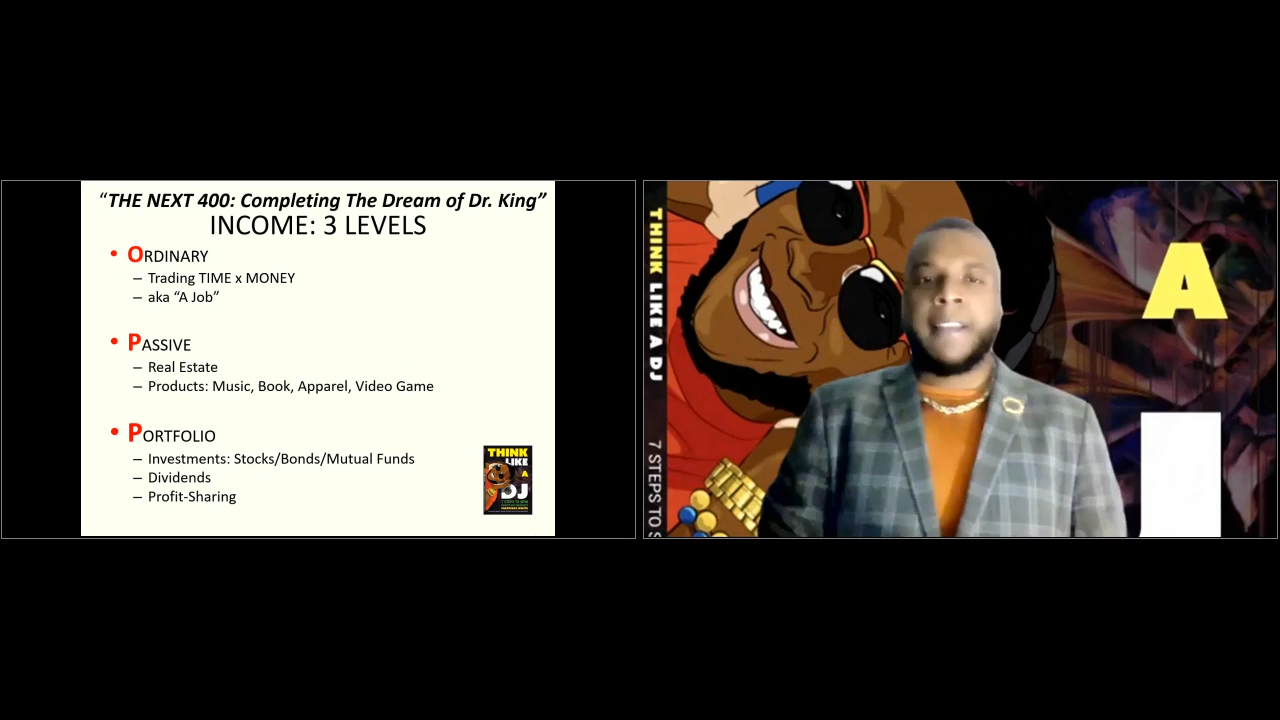 “THE NEXT 400: Completing The Dream of Dr. King”
INCOME: 3 LEVELS
• ORDINARY
– Trading TIME x MONEY
– aka “A Job”
• PASSIVE
– Real Estate
– Products: Music, Book, Apparel, Video Game
• PORTFOLIO
– Investments: Stocks/Bonds/Mutual Funds
– Dividends
– Profit-Sharing
THINK
LIKE
A
DJ
THINK LIKE A DJ
7 STEPS TO S
A